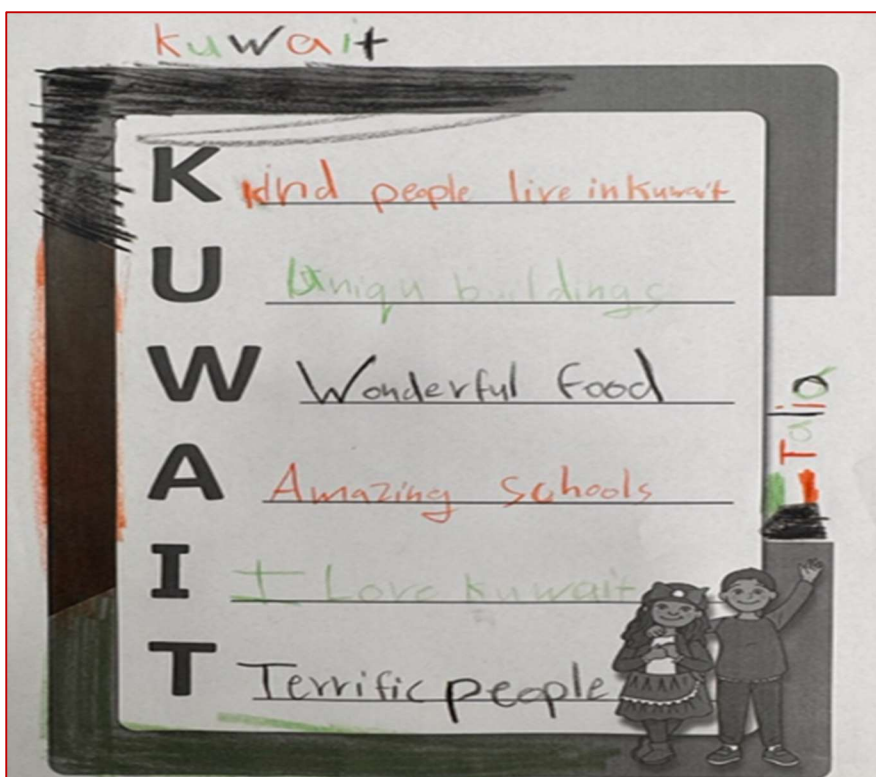 kuwait
K kind people live in Kuwait
U Uniqu buildings
W Wonderful food
A Amazing Schools
I I Love kuwait
T Terrific people
Talia